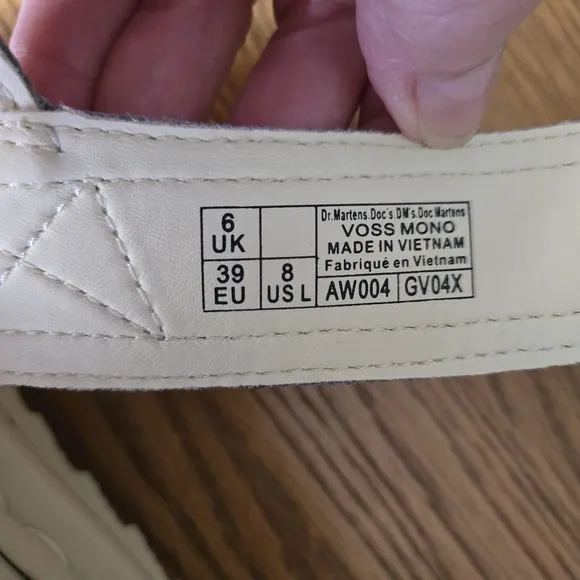 6
UK
39
EU
8
US L
Dr.Martens.Doc's.DM's.Doc Martens
VOSS MONO
MADE IN VIETNAM
Fabriqué en Vietnam
AW004 GV04X